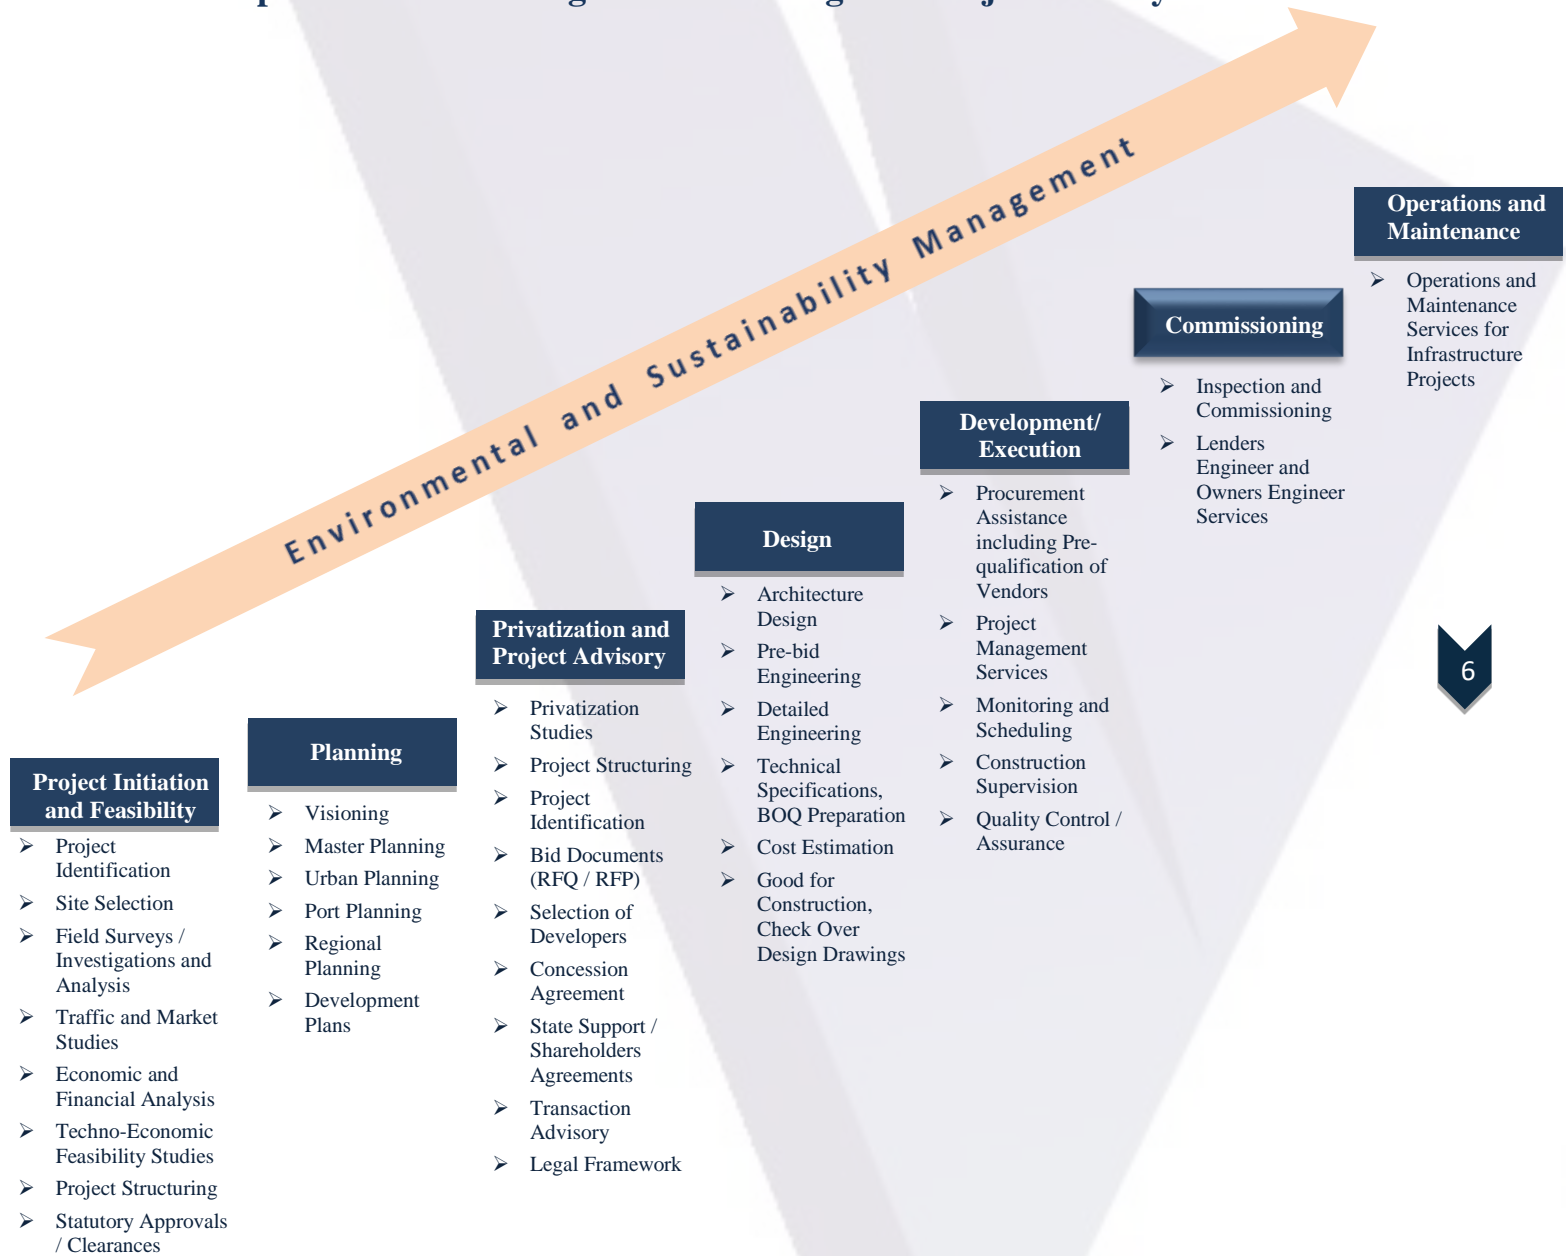 Environmental and Sustainability Management
Project Initiation
and Feasibility
➢ Project
Identification
➢ Site Selection
➢ Field Surveys /
Investigations and
Analysis
➢ Traffic and Market
Studies
➢ Economic and
Financial Analysis
➢ Techno-Economic
Feasibility Studies
➢ Project Structuring
➢ Statutory Approvals
/ Clearances
Planning
➢ Visioning
➢ Master Planning
➢ Urban Planning
➢ Port Planning
➢ Regional
Planning
➢ Development
Plans
Privatization and
Project Advisory
➢ Privatization
Studies
➢ Project Structuring
➢ Project
Identification
➢ Bid Documents
(RFQ / RFP)
➢ Selection of
Developers
➢ Concession
Agreement
➢ State Support /
Shareholders
Agreements
➢ Transaction
Advisory
➢ Legal Framework
Design
➢ Architecture
Design
➢ Pre-bid
Engineering
➢ Detailed
Engineering
➢ Technical
Specifications,
BOQ Preparation
➢ Cost Estimation
➢ Good for
Construction,
Check Over
Design Drawings
Development/
Execution
➢ Procurement
Assistance
including Pre-
qualification of
Vendors
➢ Project
Management
Services
➢ Monitoring and
Scheduling
➢ Construction
Supervision
➢ Quality Control /
Assurance
Commissioning
➢ Inspection and
Commissioning
➢ Lenders
Engineer and
Owners Engineer
Services
Operations and
Maintenance
➢ Operations and
Maintenance
Services for
Infrastructure
Projects
6